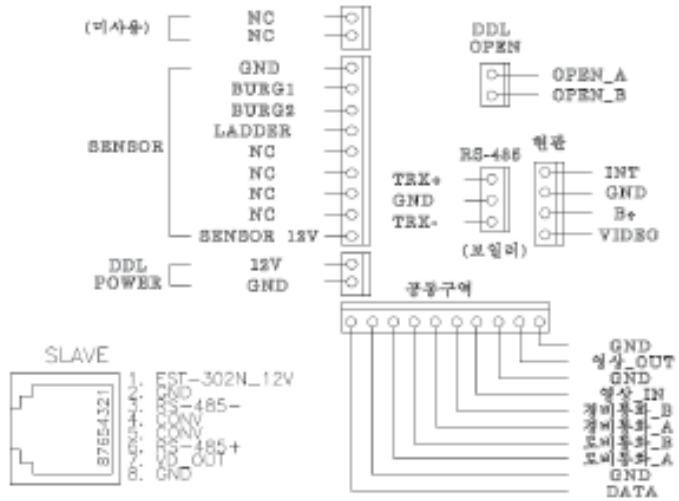 (미사용)
NC
NC
SENSOR
GND
BURG1
BURG2
LADDER
NC
NC
NC
NC
SENSOR 12V
DDL
POWER
12V
GND
DDL
OPEN
OPEN_A
OPEN_B
RS-485
TRX+
GND
TRX-
(보일러)
현관
INT
GND
B+
VIDEO
공동구역
GND
영상_OUT
GND
영상_IN
경비통화_B
경비통화_A
로비통화_B
로비통화_A
GND
DATA
SLAVE
87654321
1. EST-302N_12V
2. GND
3. RS-485-
4. CONV
5. CONV
6. RS-485+
7. CD_OUT
8. GND